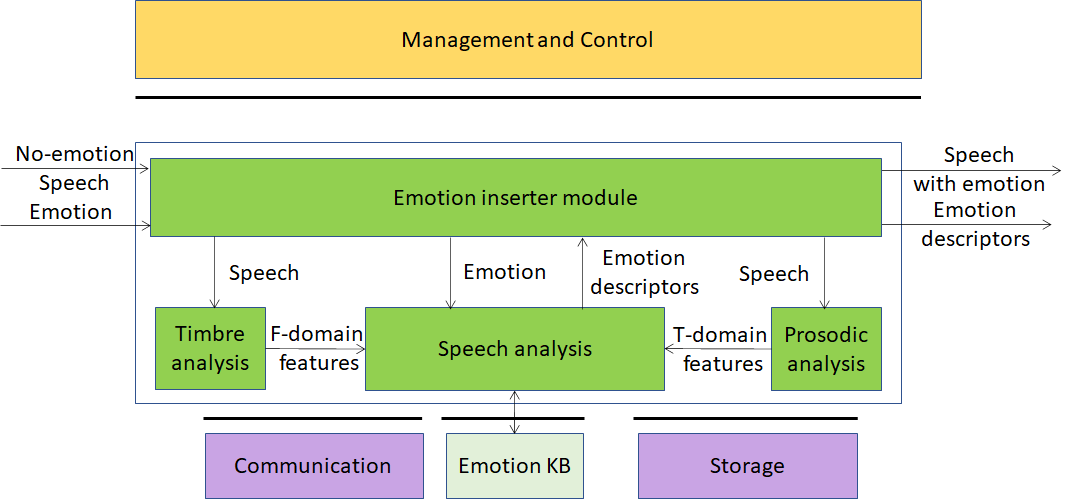 Management and Control
No-emotion
Speech
Emotion
Emotion inserter module
Speech
with emotion
Emotion
descriptors
Speech
Emotion
Emotion
descriptors
Speech
Timbre
analysis
F-domain
features
Speech analysis
T-domain
features
Prosodic
analysis
Communication
Emotion KB
Storage